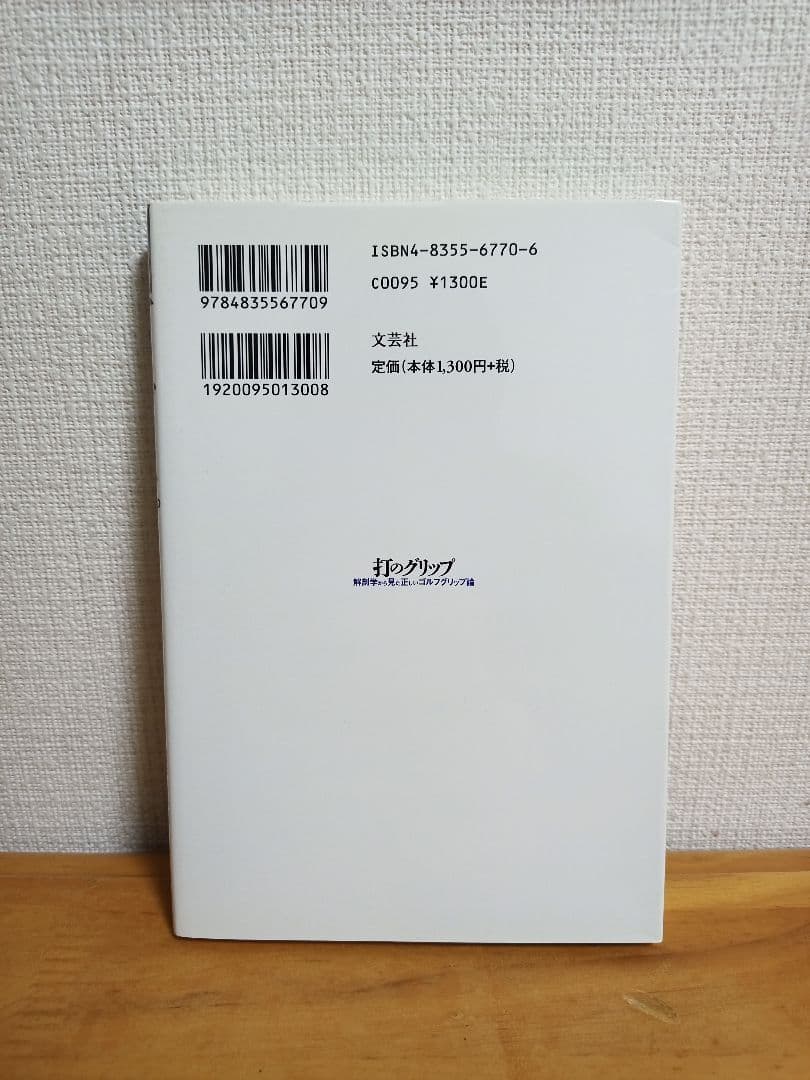 ISBN4-8355-6770-6
9784835567709
C0095 ¥1300E
文芸社
1920095013008
定価(本体1,300円+税)
打のグリップ
解剖学から見た正しいゴルフグリップ論